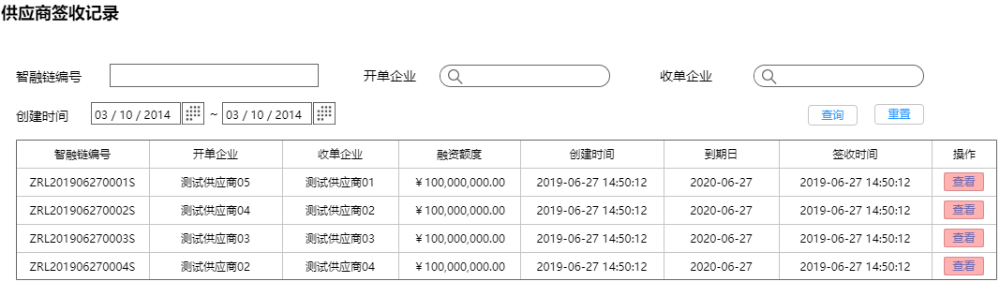 供应商签收记录
智融链编号 开单企业 收单企业
创建时间 03 / 10 / 2014 ~ 03 / 10 / 2014 查询 重置
智融链编号 开单企业 收单企业 融资额度 创建时间 到期日 签收时间 操作
ZRL201906270001S 测试供应商05 测试供应商01 ￥100,000,000.00 2019-06-27 14:50:12 2020-06-27 2019-06-27 14:50:12 查看
ZRL201906270002S 测试供应商04 测试供应商02 ￥100,000,000.00 2019-06-27 14:50:12 2020-06-27 2019-06-27 14:50:12 查看
ZRL201906270003S 测试供应商03 测试供应商03 ￥100,000,000.00 2019-06-27 14:50:12 2020-06-27 2019-06-27 14:50:12 查看
ZRL201906270004S 测试供应商02 测试供应商04 ￥100,000,000.00 2019-06-27 14:50:12 2020-06-27 2019-06-27 14:50:12 查看